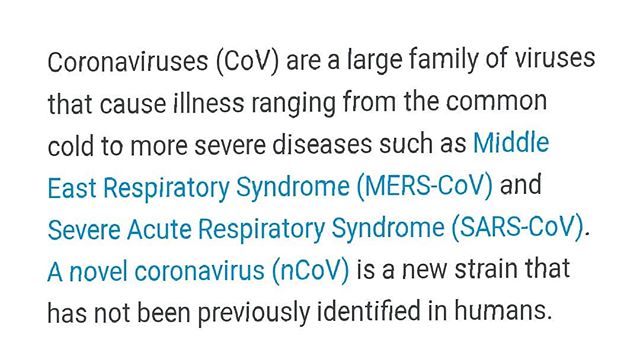 Coronaviruses (CoV) are a large family of viruses
that cause illness ranging from the common
cold to more severe diseases such as Middle
East Respiratory Syndrome (MERS-CoV) and
Severe Acute Respiratory Syndrome (SARS-CoV).
A novel coronavirus (nCoV) is a new strain that
has not been previously identified in humans.